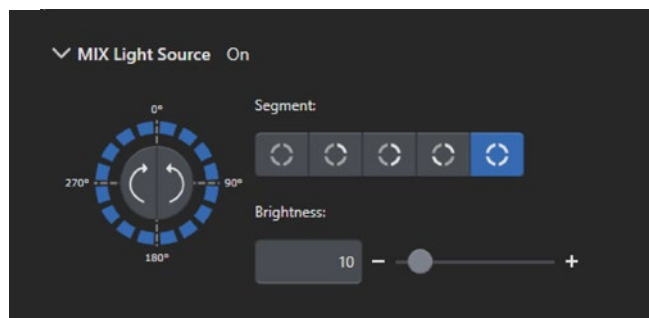 MIX Light Source On
Segment:
0°
270°
90°
180°
Brightness:
10 − +